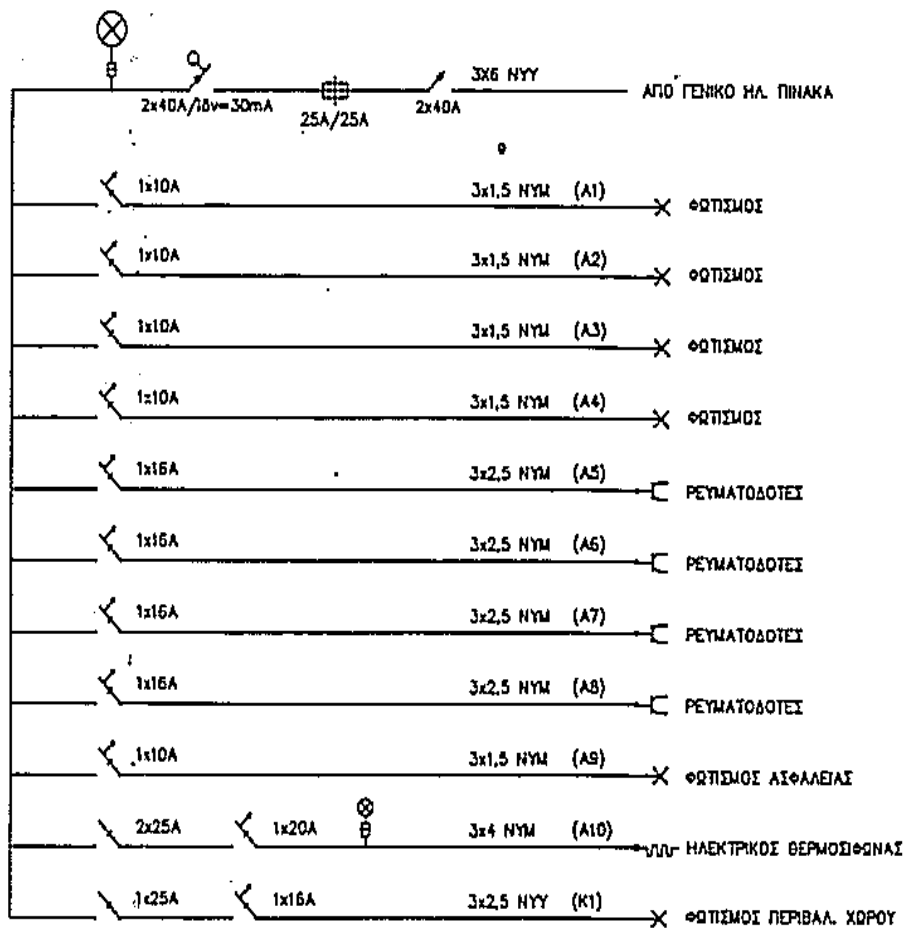 3X6 NYY
ΑΠΟ ΓΕΝΙΚΟ ΗΛ. ΠΙΝΑΚΑ
2x40A/Iδν=30mA
25A/25A
2x40A
1x10A 3x1,5 NYM (A1) ΦΩΤΙΣΜΟΣ
1x10A 3x1,5 NYM (A2) ΦΩΤΙΣΜΟΣ
1x10A 3x1,5 NYM (A3) ΦΩΤΙΣΜΟΣ
1x10A 3x1,5 NYM (A4) ΦΩΤΙΣΜΟΣ
1x16A 3x2,5 NYM (A5) ΡΕΥΜΑΤΟΔΟΤΕΣ
1x16A 3x2,5 NYM (A6) ΡΕΥΜΑΤΟΔΟΤΕΣ
1x16A 3x2,5 NYM (A7) ΡΕΥΜΑΤΟΔΟΤΕΣ
1x16A 3x2,5 NYM (A8) ΡΕΥΜΑΤΟΔΟΤΕΣ
1x10A 3x1,5 NYM (A9) ΦΩΤΙΣΜΟΣ ΑΣΦΑΛΕΙΑΣ
2x25A 1x20A 3x4 NYM (A10) ΗΛΕΚΤΡΙΚΟΣ ΘΕΡΜΟΣΙΦΩΝΑΣ
1x25A 1x16A 3x2,5 NYY (K1) ΦΩΤΙΣΜΟΣ ΠΕΡΙΒΑΛ. ΧΩΡΟΥ